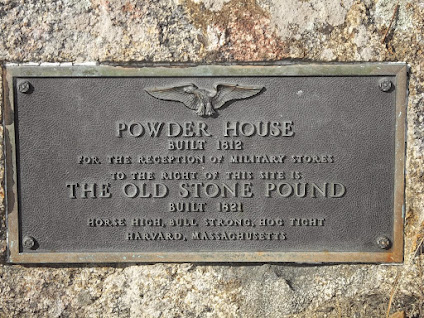 POWDER HOUSE
BUILT 1812
FOR THE RECEPTION OF MILITARY STORES
TO THE RIGHT OF THIS SITE IS
THE OLD STONE POUND
BUILT 1821
HORSE HIGH, BULL STRONG, HOG TIGHT
HARVARD, MASSACHUSETTS